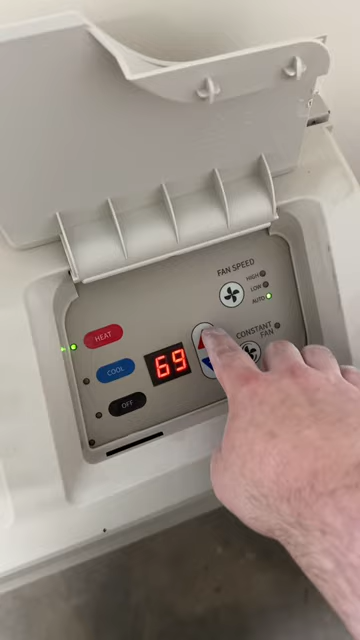 FAN SPEED
HIGH
LOW
AUTO
HEAT
CONSTANT
FAN
COOL
69
OFF